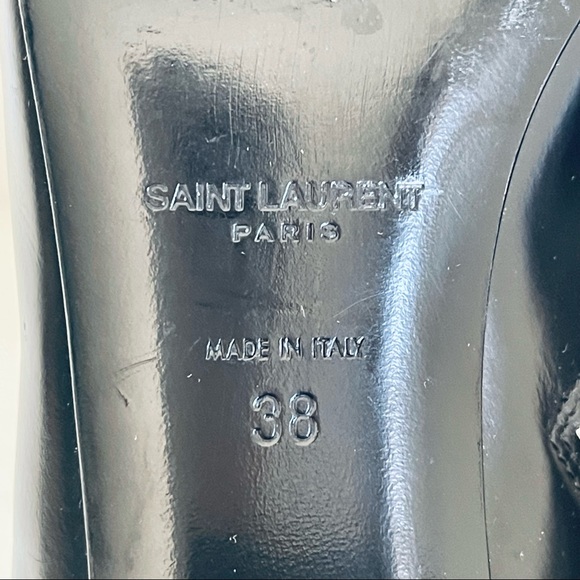 SAINT LAURENT
PARIS
MADE IN ITALY
38